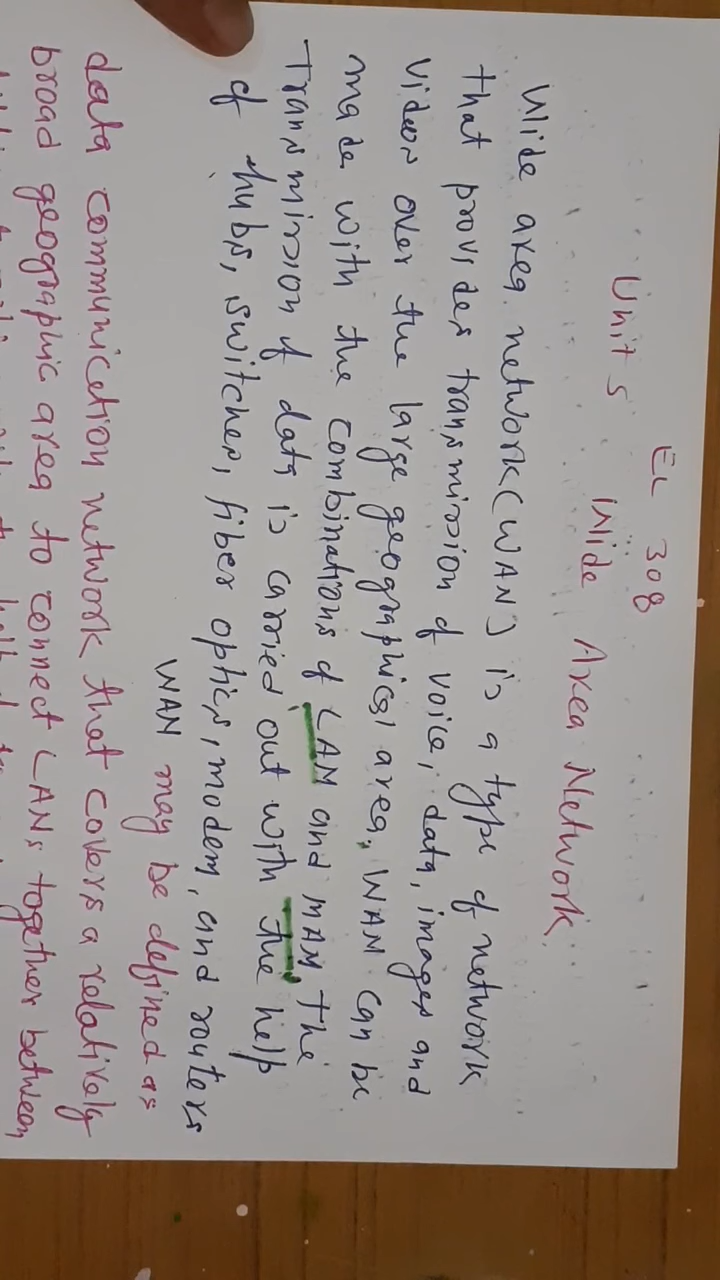 EL 308
Unit 5 Wide Area Network
Wide area network (WAN) is a type of network
that provides transmission of voice, data, images and
videos over the large geographical area. WAN can be
made with the combinations of LAN and MAN The
Transmission of data is carried out with the help
of hubs, switches, fiber optics, modem, and routers
WAN may be defined as
data communication network that covers a relatively
broad geographic area to connect LANs together between